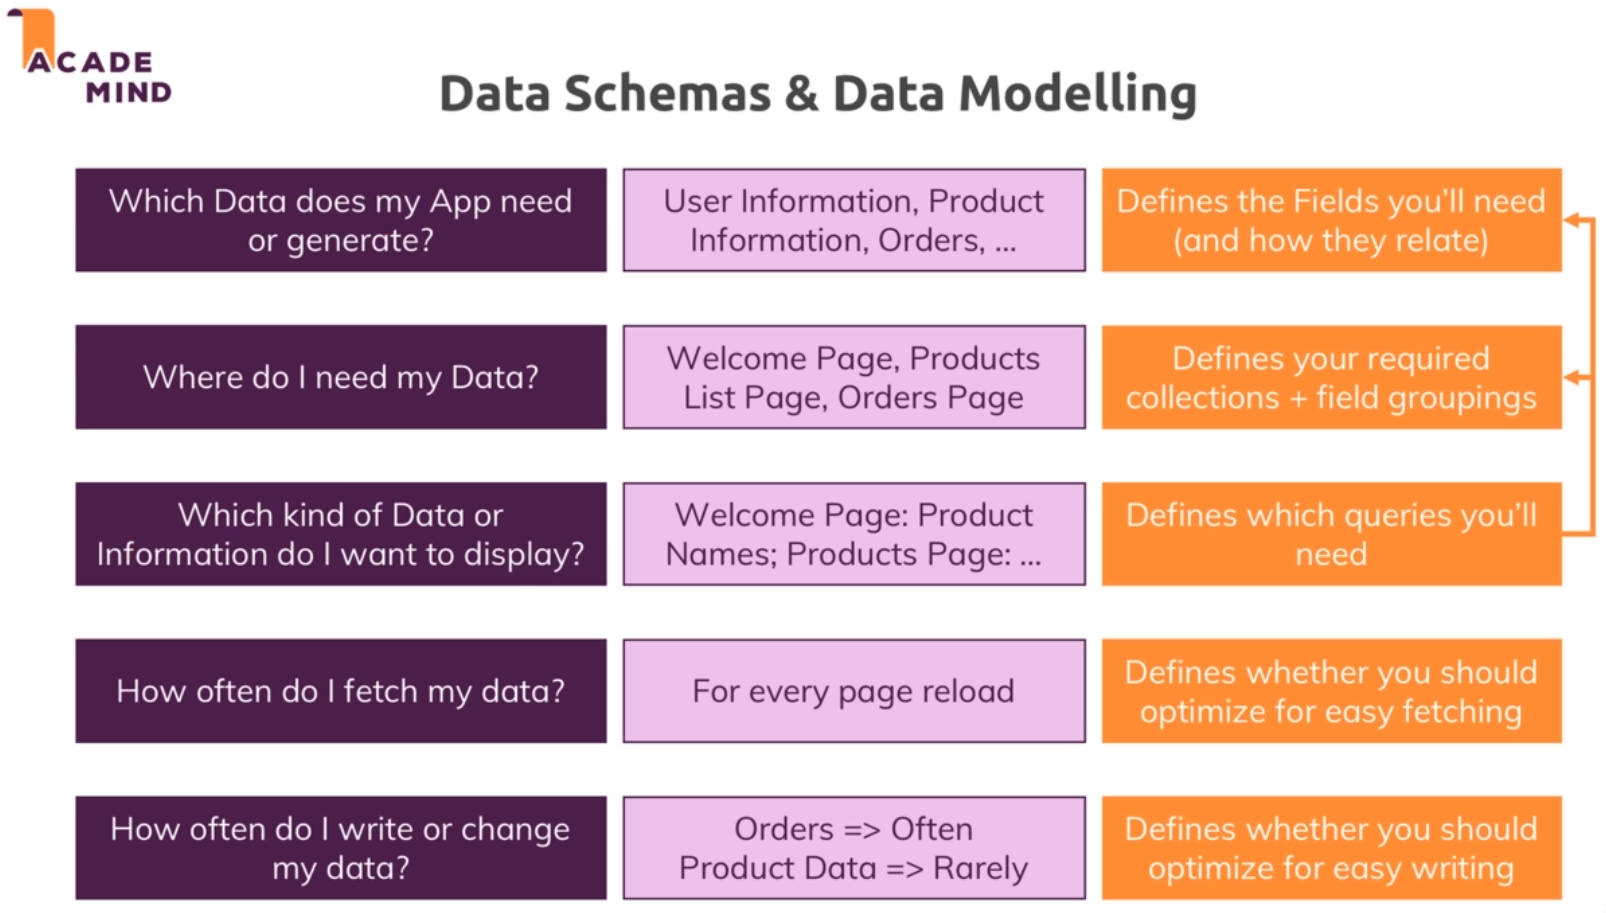 ACADE
MIND
Data Schemas & Data Modelling
Which Data does my App need
or generate?
User Information, Product
Information, Orders, ...
Defines the Fields you'll need
(and how they relate)
Where do I need my Data?
Welcome Page, Products
List Page, Orders Page
Defines your required
collections + field groupings
Which kind of Data or
Information do I want to display?
Welcome Page: Product
Names; Products Page: ...
Defines which queries you'll
need
How often do I fetch my data?
For every page reload
Defines whether you should
optimize for easy fetching
How often do I write or change
my data?
Orders => Often
Product Data => Rarely
Defines whether you should
optimize for easy writing